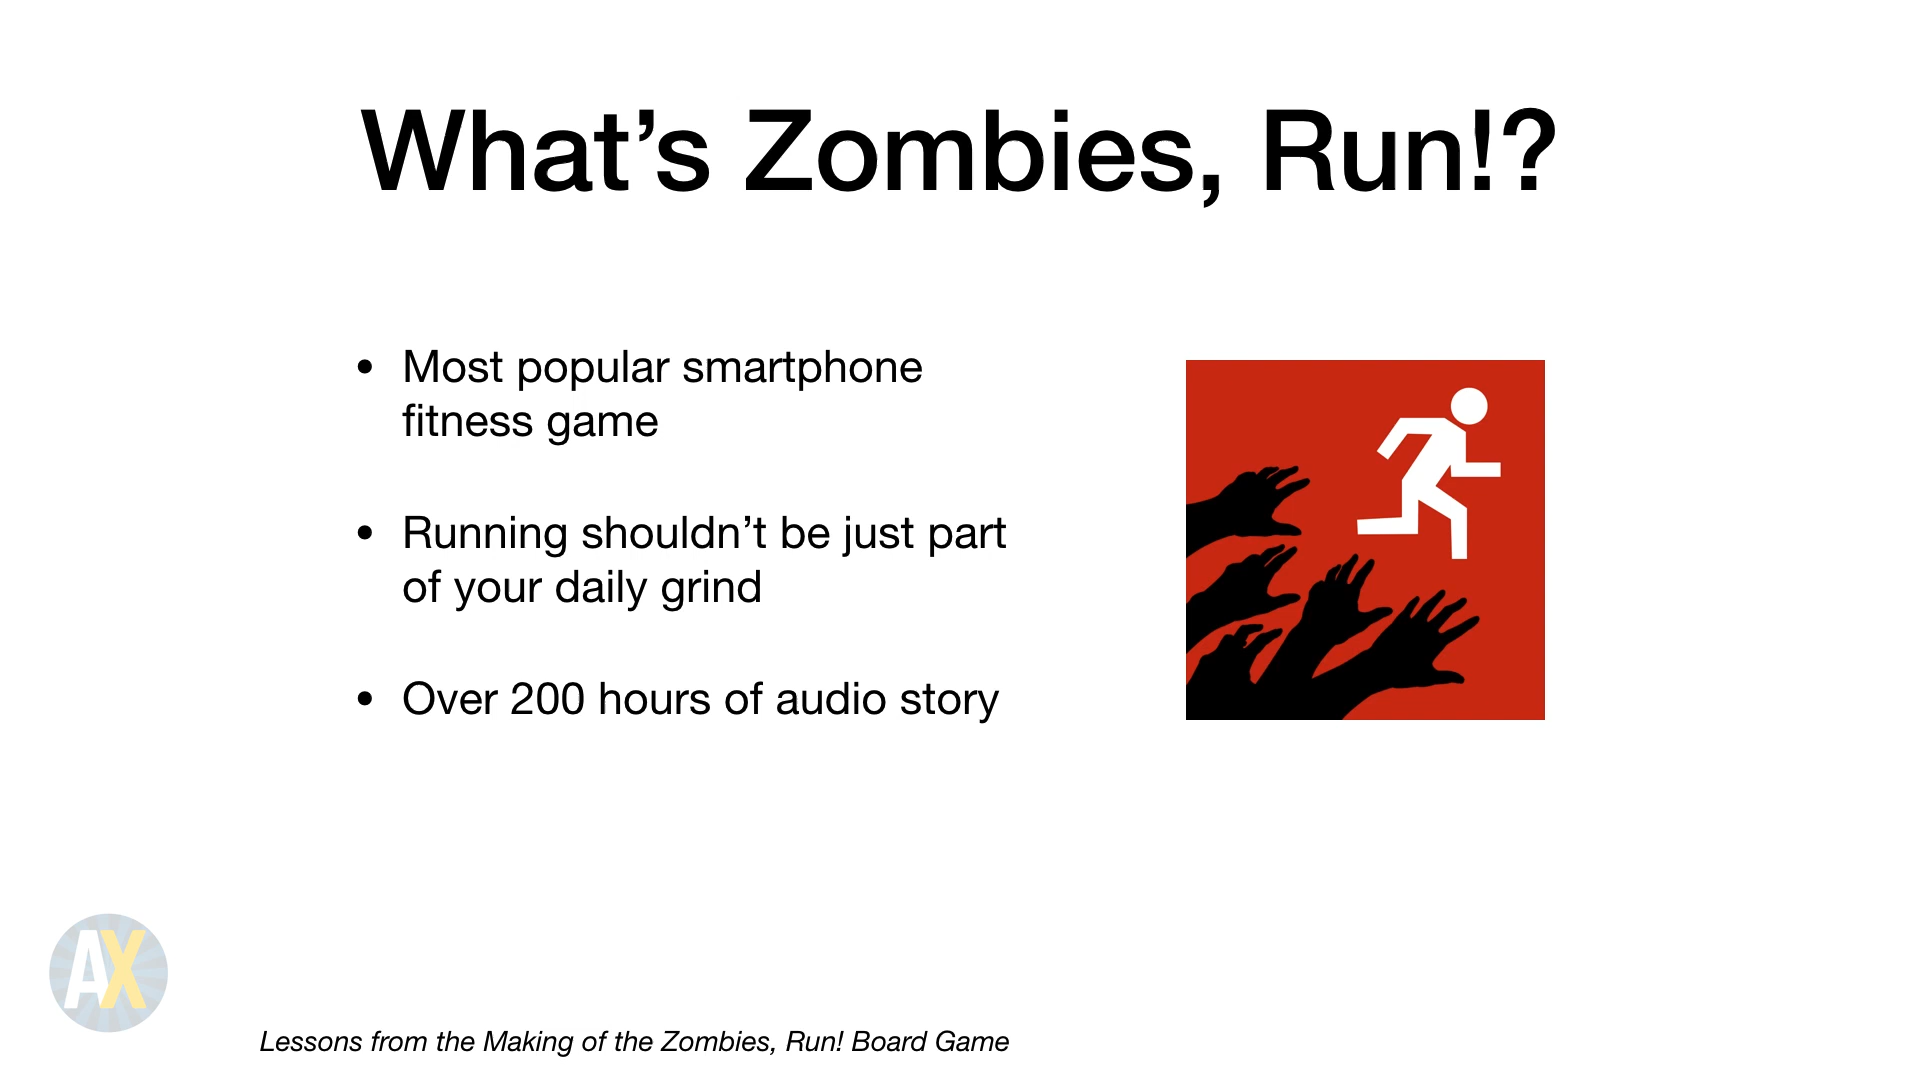 What’s Zombies, Run!?
• Most popular smartphone
fitness game
• Running shouldn’t be just part
of your daily grind
• Over 200 hours of audio story
AX
Lessons from the Making of the Zombies, Run! Board Game